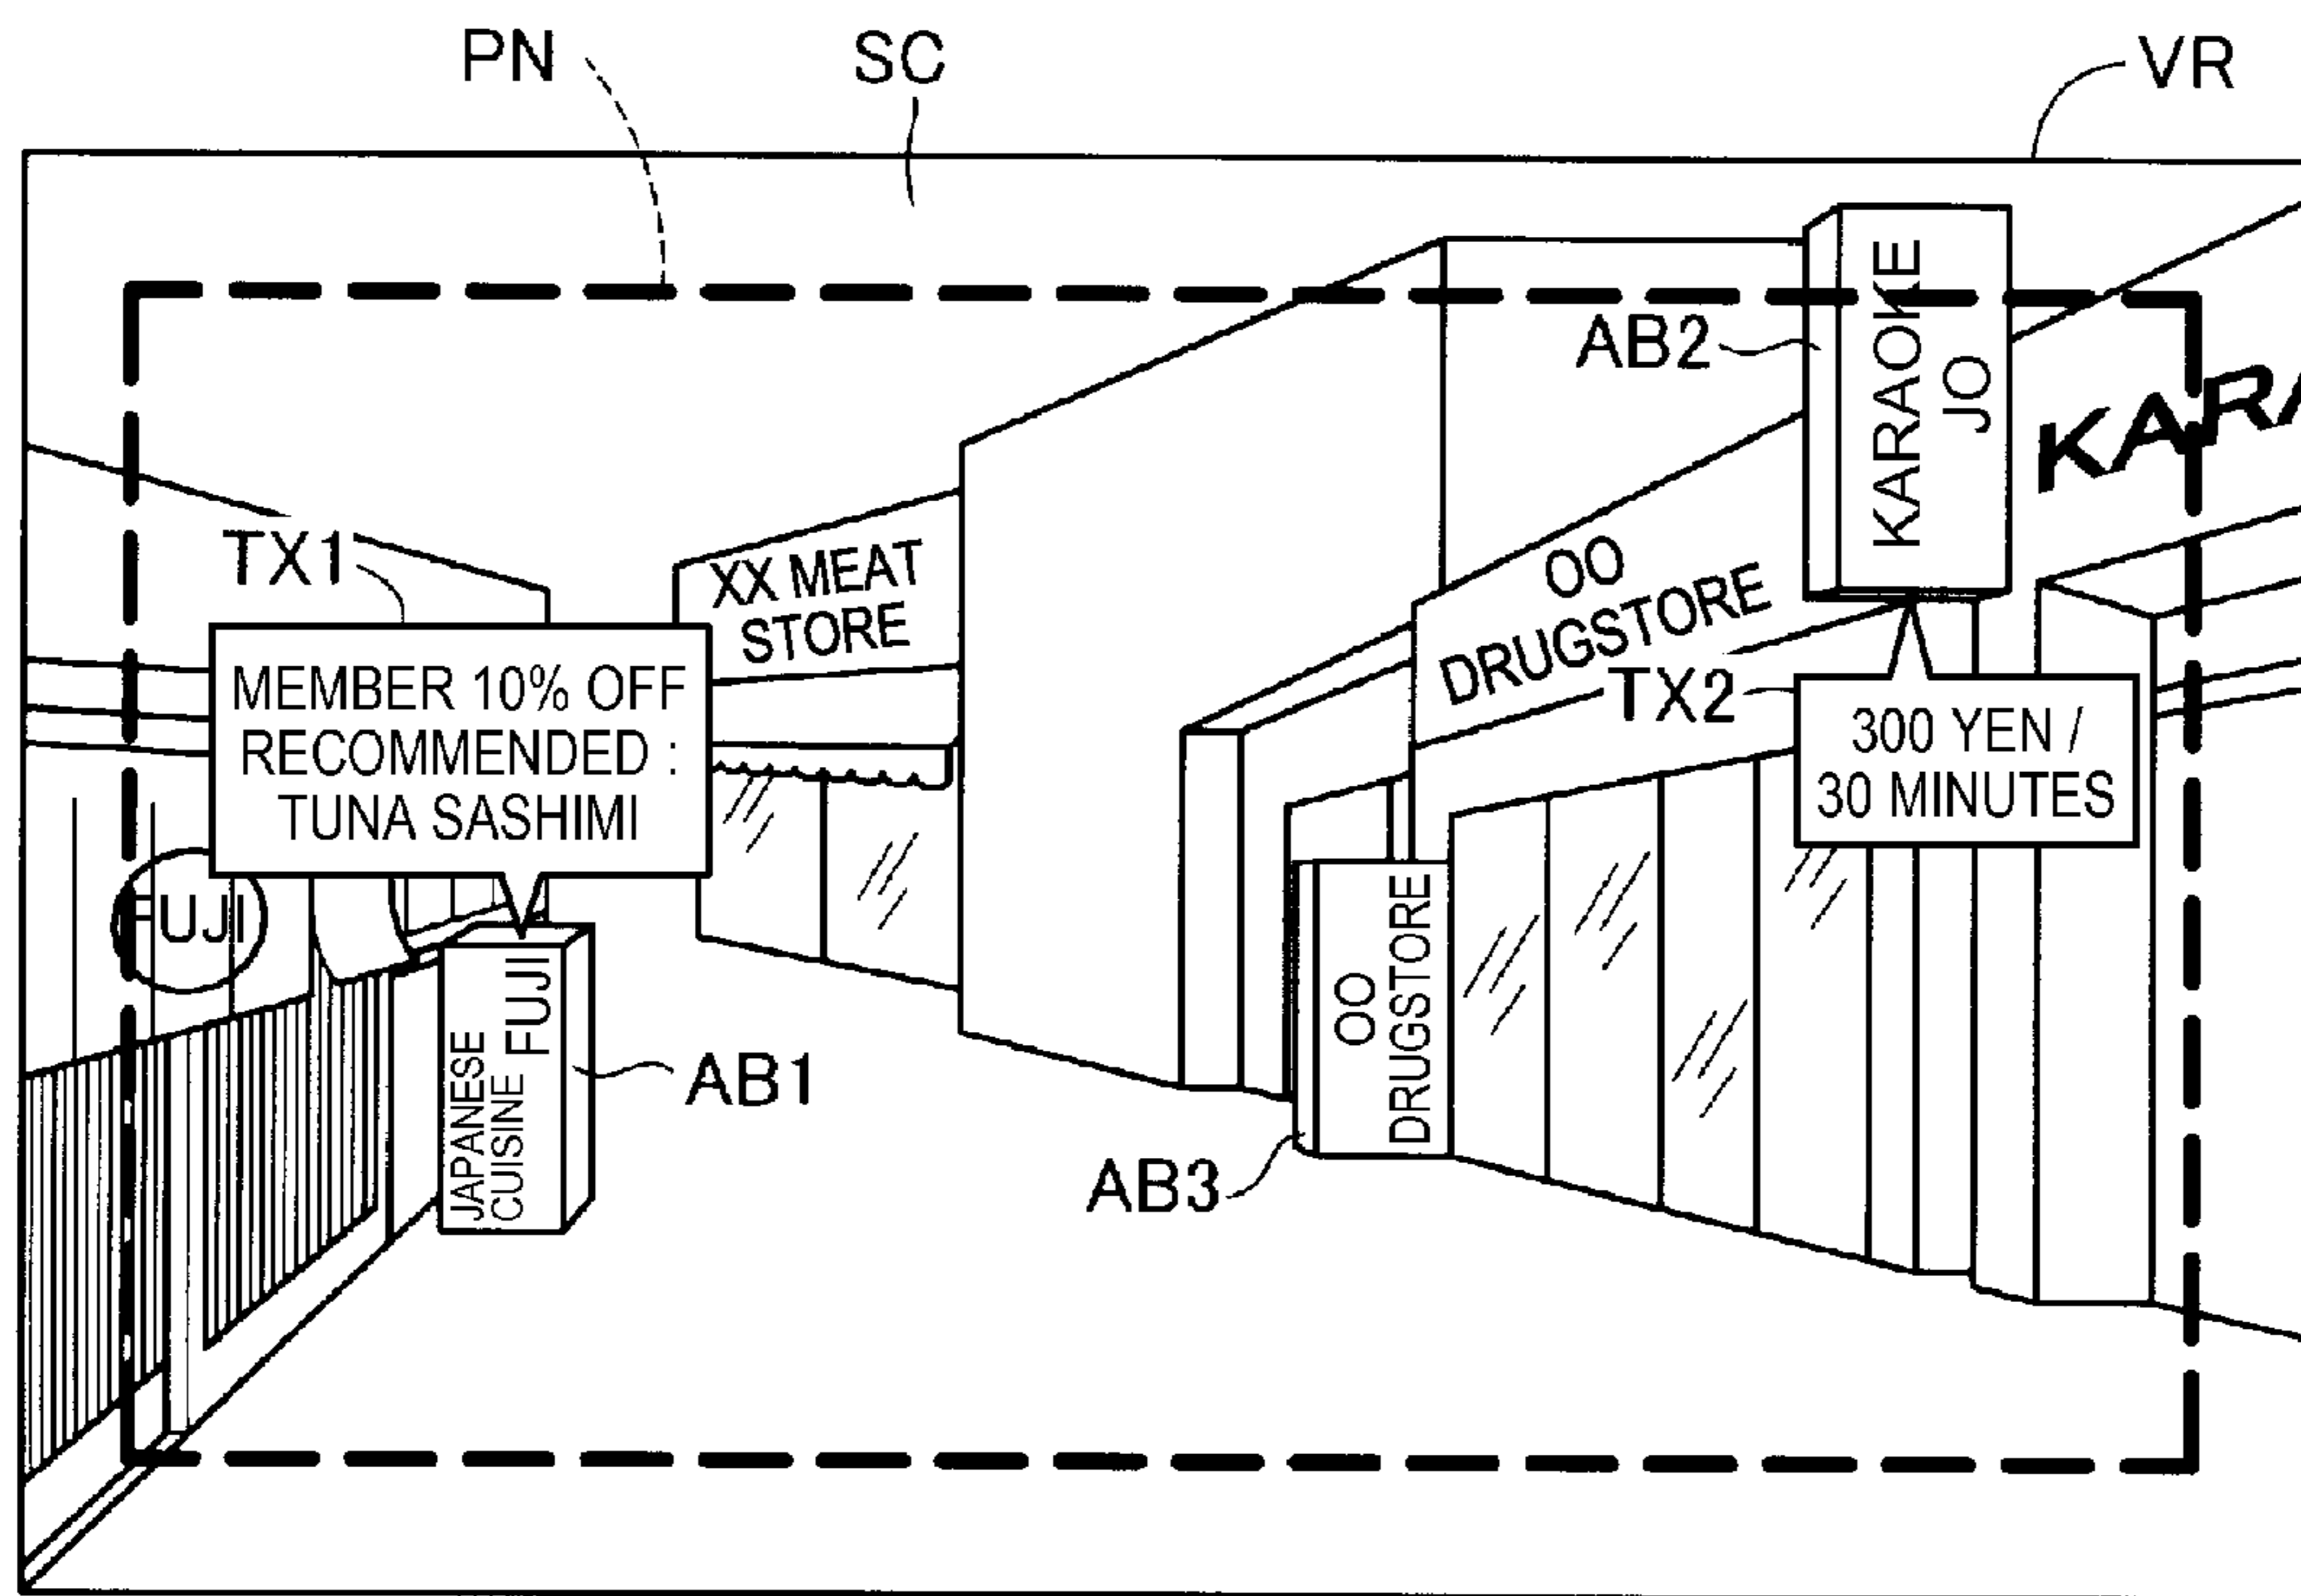 PN
SC
VR
AB2
KARAOKE
JO
KARA
TX1
XX MEAT
STORE
OO
DRUGSTORE
TX2
MEMBER 10% OFF
RECOMMENDED :
TUNA SASHIMI
300 YEN /
30 MINUTES
FUJI
JAPANESE
CUISINE
FUJI
AB1
OO
DRUGSTORE
AB3